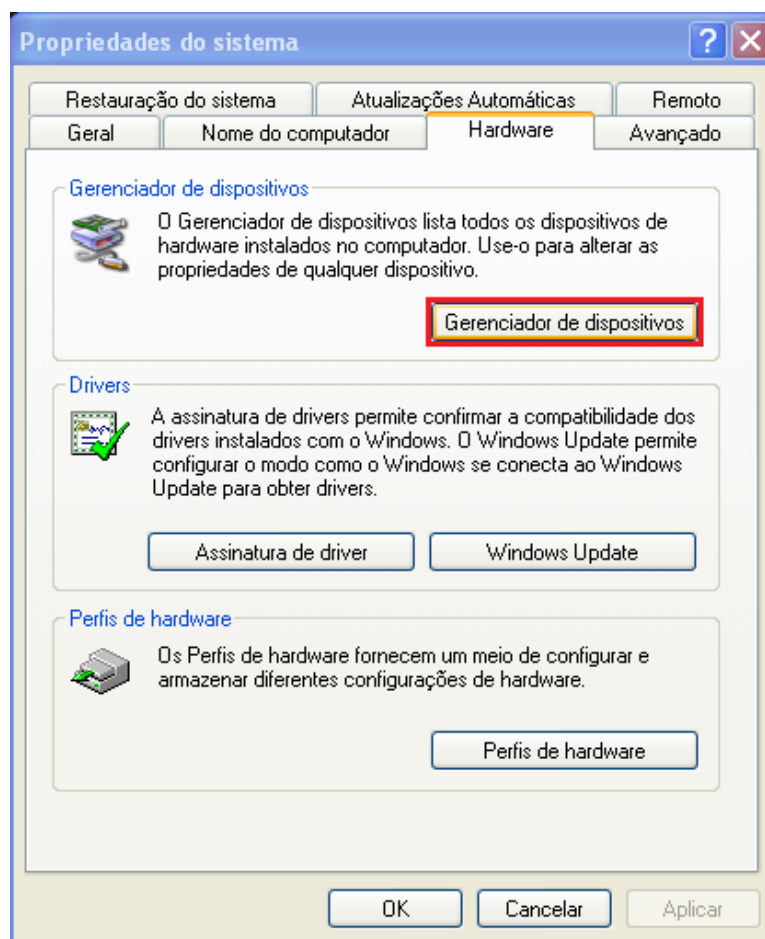 Propriedades do sistema
Restauração do sistema
Atualizações Automáticas
Remoto
Geral
Nome do computador
Hardware
Avançado
Gerenciador de dispositivos
O Gerenciador de dispositivos lista todos os dispositivos de
hardware instalados no computador. Use-o para alterar as
propriedades de qualquer dispositivo.
Gerenciador de dispositivos
Drivers
A assinatura de drivers permite confirmar a compatibilidade dos
drivers instalados com o Windows. O Windows Update permite
configurar o modo como o Windows se conecta ao Windows
Update para obter drivers.
Assinatura de driver
Windows Update
Perfis de hardware
Os Perfis de hardware fornecem um meio de configurar e
armazenar diferentes configurações de hardware.
Perfis de hardware
OK
Cancelar
Aplicar